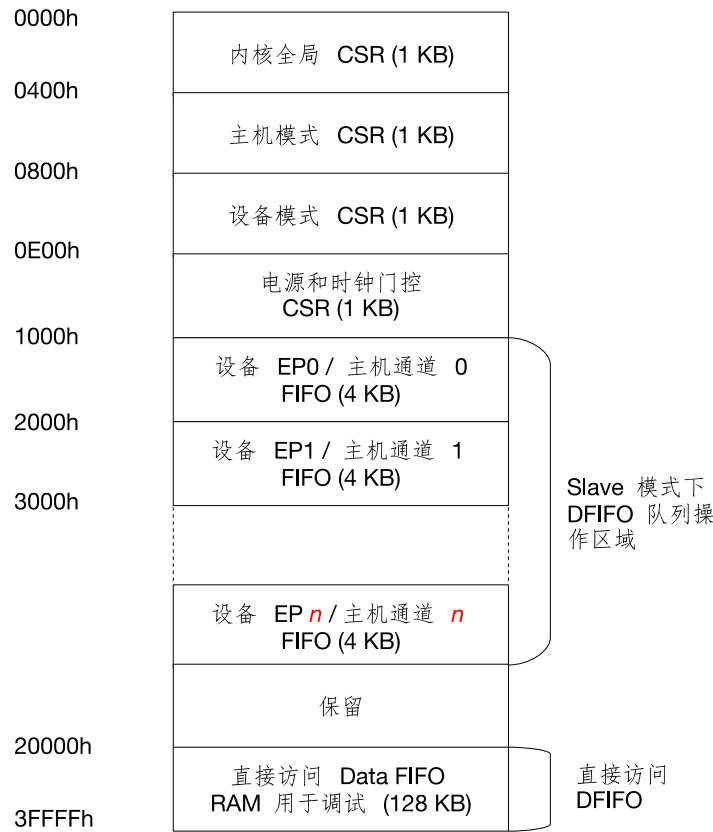 0000h
内核全局 CSR (1 KB)
0400h
主机模式 CSR (1 KB)
0800h
设备模式 CSR (1 KB)
0E00h
电源和时钟门控
CSR (1 KB)
1000h
设备 EP0 / 主机通道 0
FIFO (4 KB)
2000h
设备 EP1 / 主机通道 1
FIFO (4 KB)
3000h
Slave 模式下
DFIFO 队列操
作区域
设备 EP n / 主机通道 n
FIFO (4 KB)
保留
20000h
直接访问 Data FIFO
RAM 用于调试 (128 KB)
直接访问
DFIFO
3FFFFh